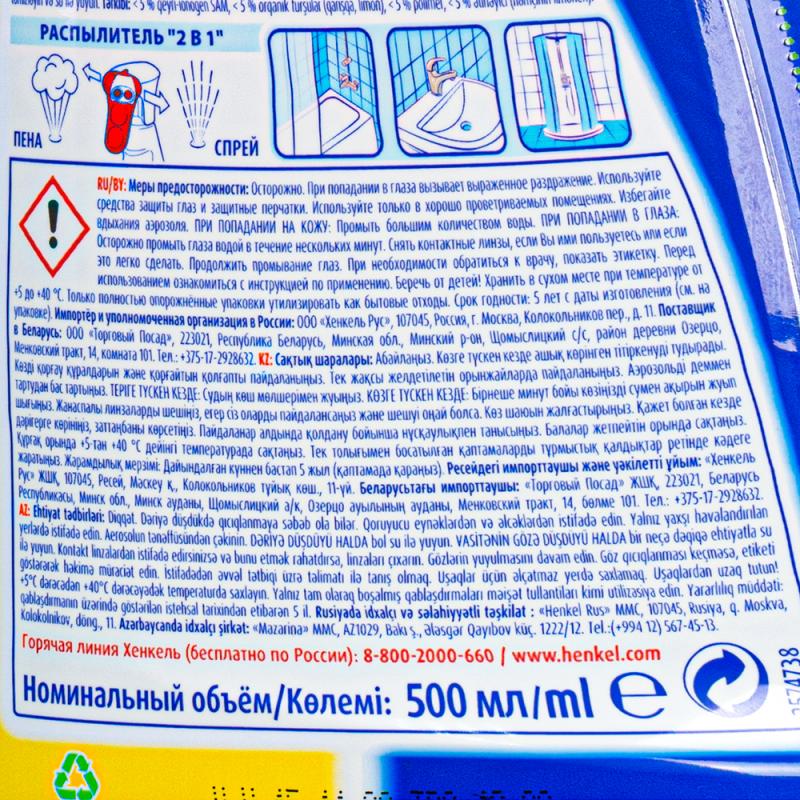 РАСПЫЛИТЕЛЬ "2 В 1"
ПЕНА
СПРЕЙ
RU/BY: Меры предосторожности: Осторожно. При попадании в глаза вызывает выраженное раздражение. Используйте
средства защиты глаз и защитные перчатки. Используйте только в хорошо проветриваемых помещениях. Избегайте
вдыхания аэрозоля. ПРИ ПОПАДАНИИ НА КОЖУ: Промыть большим количеством воды. ПРИ ПОПАДАНИИ В ГЛАЗА:
Осторожно промыть глаза водой в течение нескольких минут. Снять контактные линзы, если Вы ими пользуетесь или если
это легко сделать. Продолжить промывание глаз. При необходимости обратиться к врачу, показать этикетку. Перед
использованием ознакомиться с инструкцией по применению. Беречь от детей! Хранить в сухом месте при температуре от
+5 до +40 °C. Только полностью опорожнённые упаковки утилизировать как бытовые отходы. Срок годности: 5 лет с даты изготовления (см. на
упаковке). Импортёр и уполномоченная организация в России: ООО «Хенкель Рус», 107045, Россия, г. Москва, Колокольников пер., д. 11. Поставщик
в Беларусь: ООО «Торговый Посад», 223021, Республика Беларусь, Минская обл., Минский р-он, Щомыслицкий с/с, район деревни Озерцо,
Менковский тракт, 14, комната 101. Тел.: +375-17-2928632. KZ: Сақтық шаралары: Абайлаңыз. Көзге түскен кезде ашық көрінген тітіркенуді тудырады.
Көзді қорғау құралдарын және қорғайтын қолғапты пайдаланыңыз. Тек жақсы желдетілетін орынжайларда пайдаланыңыз. Аэрозольді деммен
тартудан бас тартыңыз. ТЕРІГЕ ТҮСКЕН КЕЗДЕ: Судың көш мөлшерімен жуыңыз. КӨЗГЕ ТҮСКЕН КЕЗДЕ: Бірнеше минут бойы көзіңізді сумен ақырын жуып
шығыңыз. Жанаспалы линзаларды шешіңіз, егер сіз оларды пайдалансаңыз және шешуі оңай болса. Көз шаюын жалғастырыңыз. Қажет болған кезде
дәрігерге көрініңіз, заттаңбаны көрсетіңіз. Пайдаланар алдында қолдану бойынша нұсқаулықпен танысыңыз. Балалар жетпейтін орында сақтаңыз.
Құрғақ орында +5-тан +40 °C дейінгі температурада сақтаңыз. Тек толығымен босатылған қаптамаларды тұрмыстық қалдықтар ретінде кәдеге
жаратыңыз. Жарамдылық мерзімі: Дайындалған күннен бастап 5 жыл (қаптамада қараңыз). Ресейдегі импорттаушы және уәкілетті ұйым: «Хенкель
Рус» ЖШҚ, 107045, Ресей, Мәскеу қ., Колокольников тұйық көш., 11-үй. Беларусьтағы импорттаушы: «Торговый Посад» ЖШҚ, 223021, Беларусь
Республикасы, Минск обл., Минск ауданы, Щомыслицкий а/к, Озерцо ауылының ауданы, Менковский тракт, 14, бөлме 101. Тел.: +375-17-2928632.
AZ: Ehtiyat tədbirləri: Diqqət. Dəriyə düşdükdə qıcıqlanmaya səbəb ola bilər. Qoruyucu eynəklərdən və əlcəklərdən istifadə edin. Yalnız yaxşı havalandırılan
yerlərdə istifadə edin. Aerosolun tənəffüsündən çəkinin. DƏRİYƏ DÜŞDÜYÜ HALDA bol su ilə yuyun. VASİTƏNİN GÖZƏ DÜŞDÜYÜ HALDA bir neçə dəqiqə ehtiyatla su
ilə yuyun. Kontakt linzalardan istifadə edirsinizsə və bunu etmək rahatdırsa, linzaları çıxarın. Gözlərin yuyulmasını davam edin. Göz qıcıqlanması keçməsə, etiketi
göstərərək həkimə müraciət edin. İstifadədən əvvəl tətbiqi üzrə təlimatı ilə tanış olmaq. Uşaqlar üçün əlçatmaz yerdə saxlamaq. Uşaqlardan uzaq tutun!
+5°C dərəcədən +40°C dərəcəyədək temperaturda saxlayın. Yalnız tam olaraq boşalmış qablaşdırmaları məişət tullantıları kimi utilizasiya edin. Yararlılıq müddəti:
qablaşdırmanın üzərində göstərilən istehsal tarixindən etibarən 5 il. Rusiyada idxalçı və səlahiyyətli təşkilat : «Henkel Rus» MMC, 107045, Rusiya, q. Moskva,
Kolokolnikov, döng., 11. Azərbaycanda idxalçı şirkət: «Mazarina» MMC, AZ1029, Bakı ş., Ələsgər Qayıbov küç. 1222/12. Tel.:(+994 12) 567-45-13.
Горячая линия Хенкель (бесплатно по России): 8-800-2000-660 / www.henkel.com
Номинальный объём/Көлемі: 500 мл/ml ℮
2574738